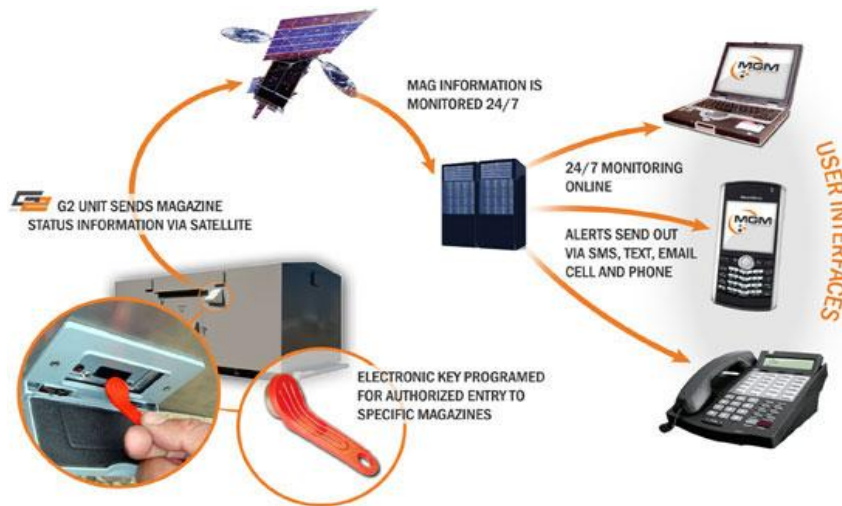 MAG INFORMATION IS
MONITORED 24/7
MGM
G2 UNIT SENDS MAGAZINE
STATUS INFORMATION VIA SATELLITE
24/7 MONITORING
ONLINE
MGM
ALERTS SEND OUT
VIA SMS, TEXT, EMAIL
CELL AND PHONE
USER INTERFACES
ELECTRONIC KEY PROGRAMED
FOR AUTHORIZED ENTRY TO
SPECIFIC MAGAZINES